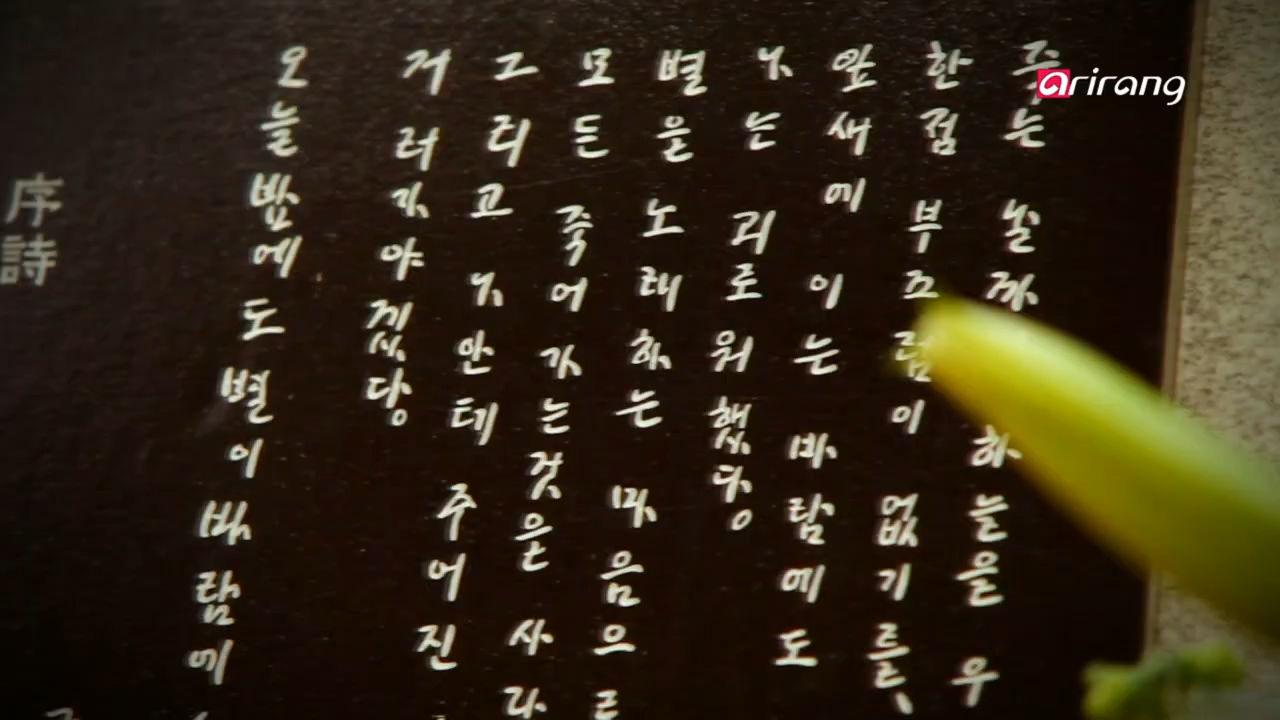 arirang
죽는 하늘을 우
한점 부끄럼이 없기를、
잎새에 이는 바람에도
나는 괴로워했다。
별을 노래하는 마음으
모든 죽어가는것을 사
그리고 나안테 주어진
거러가야겠다。
오늘밤에도 별이 바람에
序詩